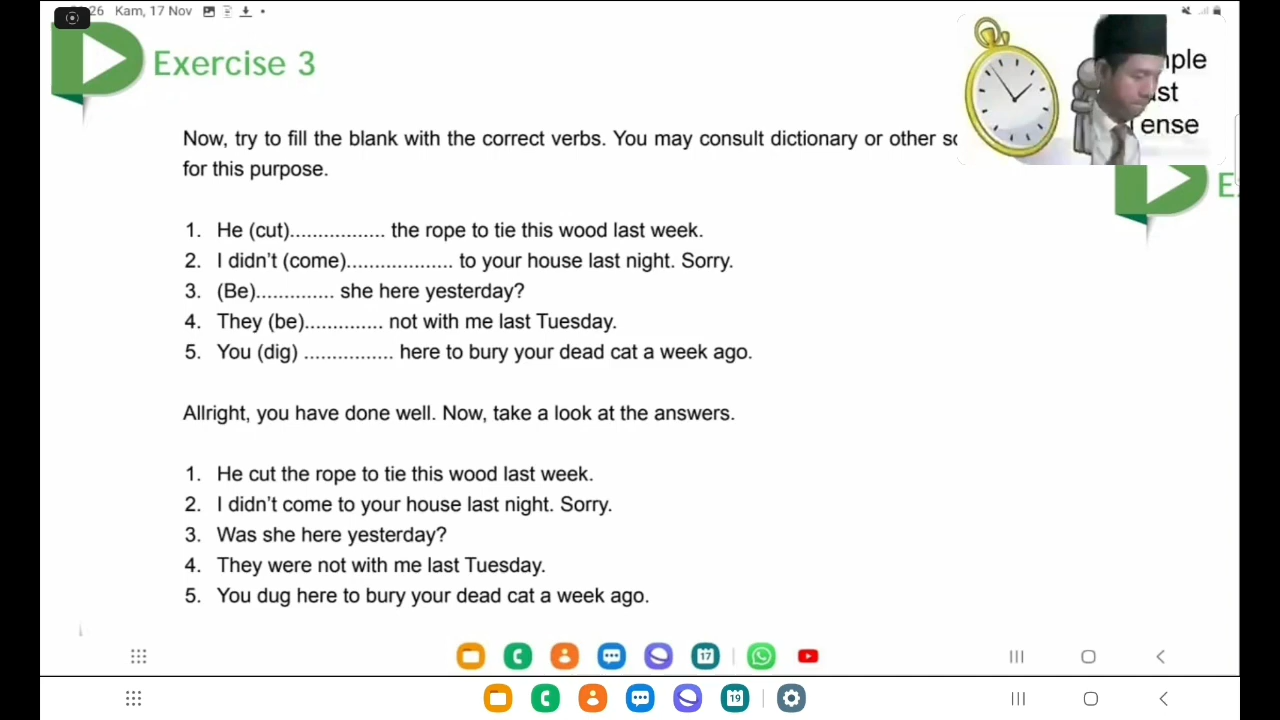 26 Kam, 17 Nov
Exercise 3
Now, try to fill the blank with the correct verbs. You may consult dictionary or other
for this purpose.
1. He (cut)................. the rope to tie this wood last week.
2. I didn't (come)................... to your house last night. Sorry.
3. (Be).............. she here yesterday?
4. They (be).............. not with me last Tuesday.
5. You (dig) ................ here to bury your dead cat a week ago.
Allright, you have done well. Now, take a look at the answers.
1. He cut the rope to tie this wood last week.
2. I didn't come to your house last night. Sorry.
3. Was she here yesterday?
4. They were not with me last Tuesday.
5. You dug here to bury your dead cat a week ago.
17
19